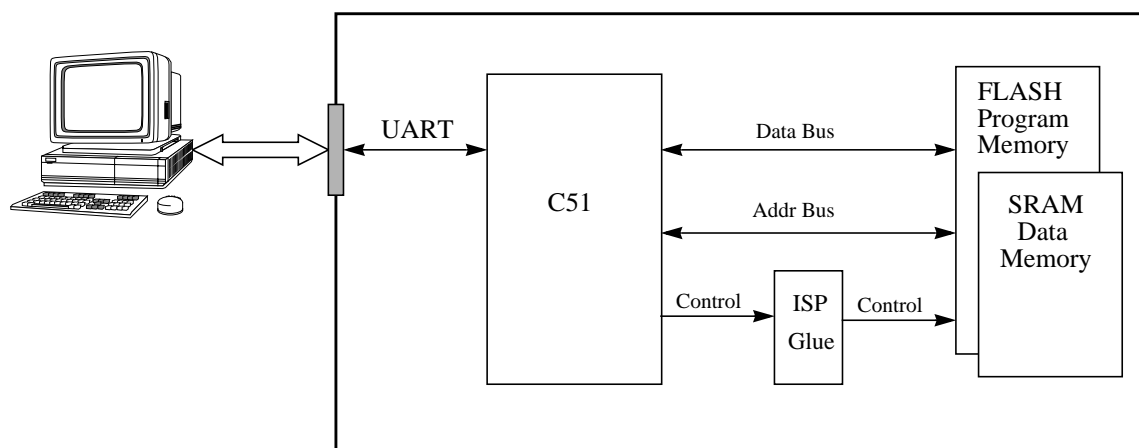 UART
C51
Data Bus
Addr Bus
Control
ISP
Glue
Control
FLASH
Program
Memory
SRAM
Data
Memory